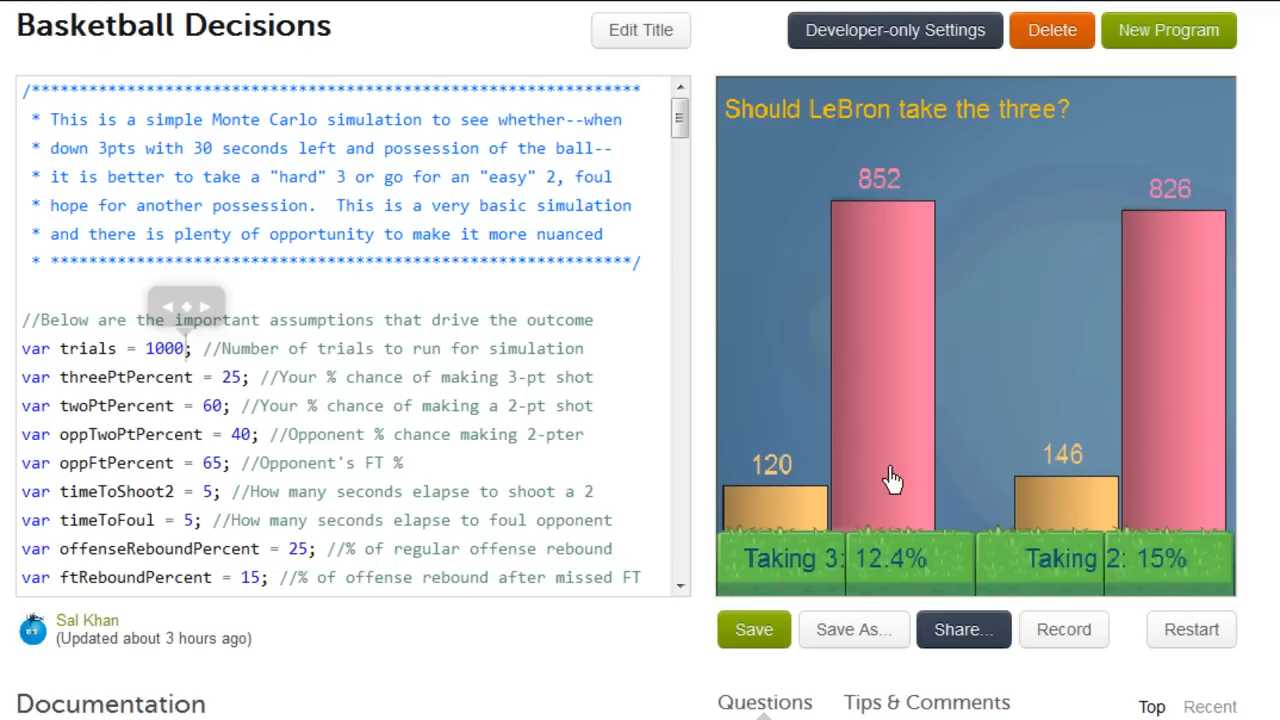 Basketball Decisions
Edit Title
Developer-only Settings
Delete
New Program
/****************************************************************
* This is a simple Monte Carlo simulation to see whether--when
* down 3pts with 30 seconds left and possession of the ball--
* it is better to take a "hard" 3 or go for an "easy" 2, foul
* hope for another possession.  This is a very basic simulation
* and there is plenty of opportunity to make it more nuanced
* *************************************************************/
//Below are the important assumptions that drive the outcome
var trials = 1000; //Number of trials to run for simulation
var threePtPercent = 25; //Your % chance of making 3-pt shot
var twoPtPercent = 60; //Your % chance of making a 2-pt shot
var oppTwoPtPercent = 40; //Opponent % chance making 2-pter
var oppFtPercent = 65; //Opponent's FT %
var timeToShoot2 = 5; //How many seconds elapse to shoot a 2
var timeToFoul = 5; //How many seconds elapse to foul opponent
var offenseReboundPercent = 25; //% of regular offense rebound
var ftReboundPercent = 15; //% of offense rebound after missed FT
Should LeBron take the three?
852
826
120
146
Taking 3: 12.4%
Taking 2: 15%
Sal Khan
(Updated about 3 hours ago)
Save
Save As...
Share...
Record
Restart
Documentation
Questions
Tips & Comments
Top
Recent